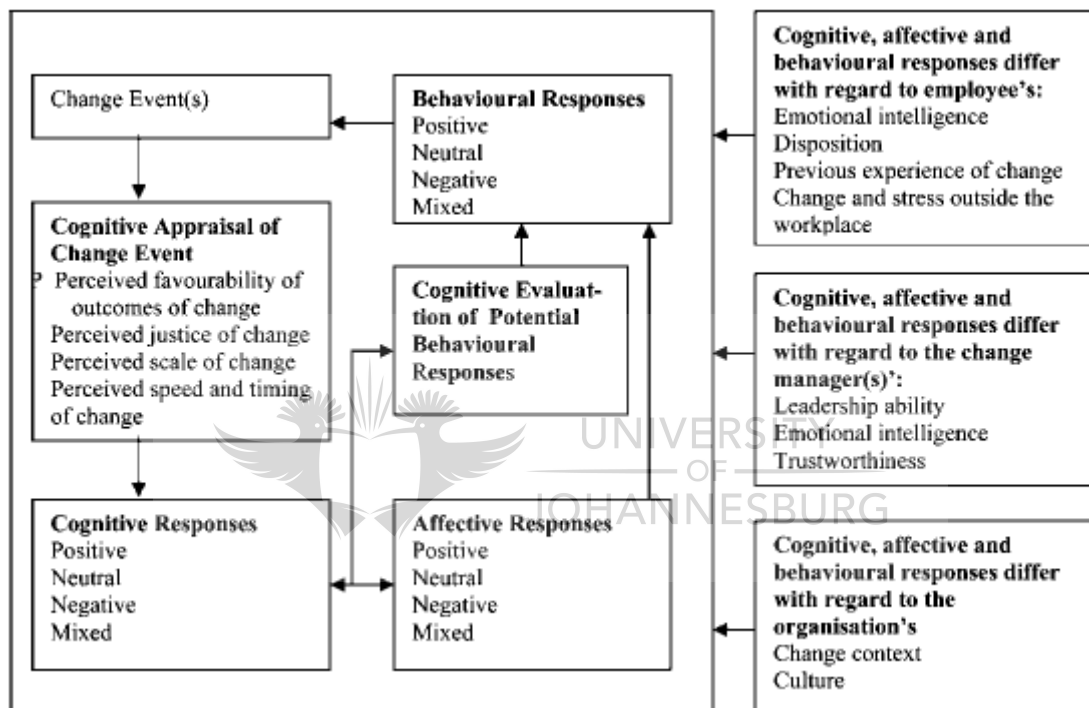 Change Event(s)
Cognitive Appraisal of
Change Event
? Perceived favourability of
outcomes of change
Perceived justice of change
Perceived scale of change
Perceived speed and timing
of change
Cognitive Responses
Positive
Neutral
Negative
Mixed
Behavioural Responses
Positive
Neutral
Negative
Mixed
Cognitive Evaluat-
tion of Potential
Behavioural
Responses
Affective Responses
Positive
Neutral
Negative
Mixed
Cognitive, affective and
behavioural responses differ
with regard to employee's:
Emotional intelligence
Disposition
Previous experience of change
Change and stress outside the
workplace
Cognitive, affective and
behavioural responses differ
with regard to the change
manager(s)':
Leadership ability
Emotional intelligence
Trustworthiness
Cognitive, affective and
behavioural responses differ
with regard to the
organisation's
Change context
Culture
UNIVERSITY
OF
JOHANNESBURG